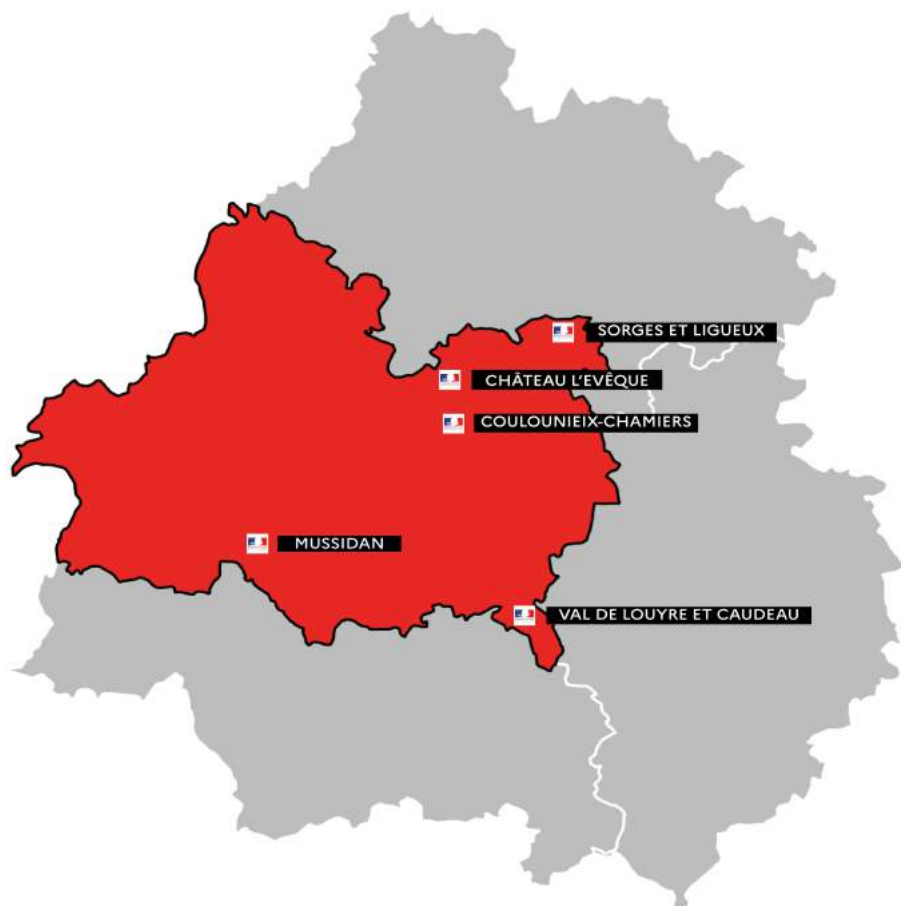 SORGES ET LIGUEUX
CHÂTEAU L'EVÊQUE
COULOUNIEIX-CHAMIERS
MUSSIDAN
VAL DE LOUYRE ET CAUDEAU